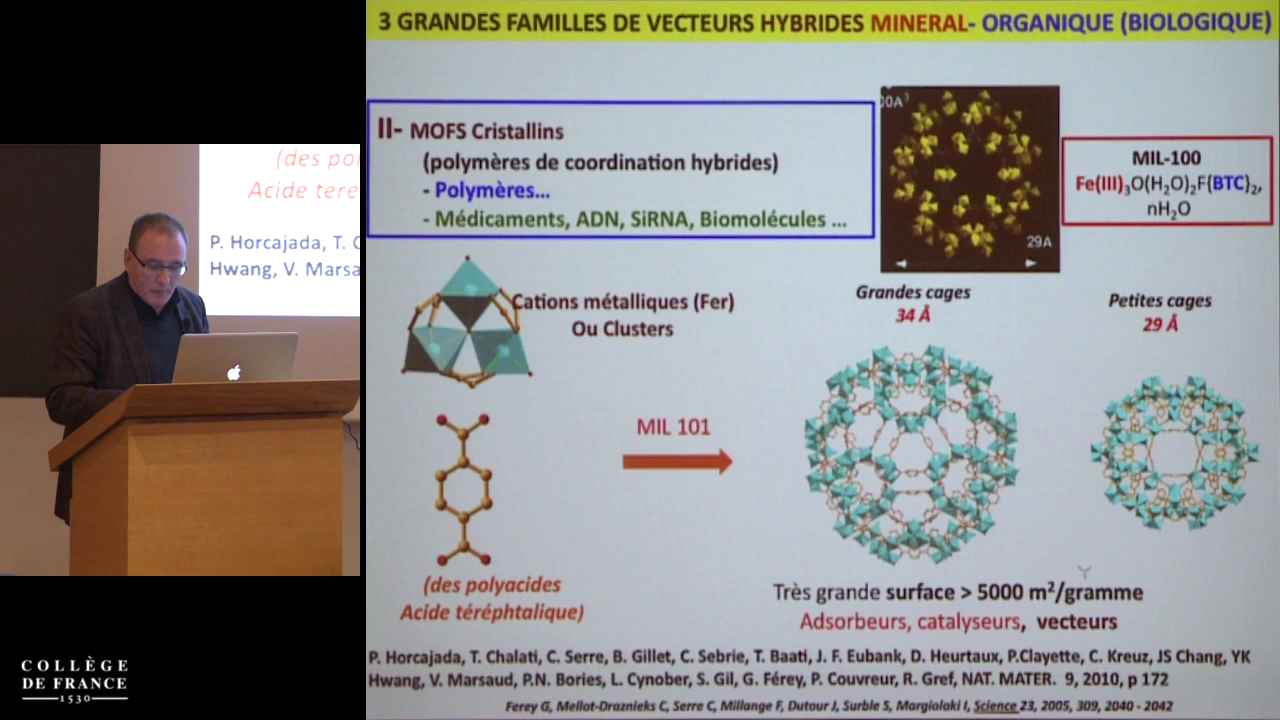 3 GRANDES FAMILLES DE VECTEURS HYBRIDES MINERAL- ORGANIQUE (BIOLOGIQUE)
II- MOFS Cristallins
(polymères de coordination hybrides)
- Polymères...
- Médicaments, ADN, SiRNA, Biomolécules ...
00A³
29A
MIL-100
Fe(III)₃O(H₂O)₂F{BTC}₂,
nH₂O
Cations métalliques (Fer)
Ou Clusters
Grandes cages
34 Å
Petites cages
29 Å
MIL 101
(des polyacides
Acide téréphtalique)
Très grande surface > 5000 m²/gramme
Adsorbeurs, catalyseurs, vecteurs
P. Horcajada, T. Chalati, C. Serre, B. Gillet, C. Sebrie, T. Baati, J. F. Eubank, D. Heurtaux, P.Clayette, C. Kreuz, JS Chang, YK
Hwang, V. Marsaud, P.N. Bories, L. Cynober, S. Gil, G. Férey, P. Couvreur, R. Gref, NAT. MATER. 9, 2010, p 172
Ferey G, Mellot-Draznieks C, Serre C, Millange F, Dutour J, Surble S, Margiolaki I, Science 23, 2005, 309, 2040 - 2042
(des po
Acide tére
P. Horcajada, T. C
Hwang, V. Marsa
COLLÈGE
DE FRANCE
1530